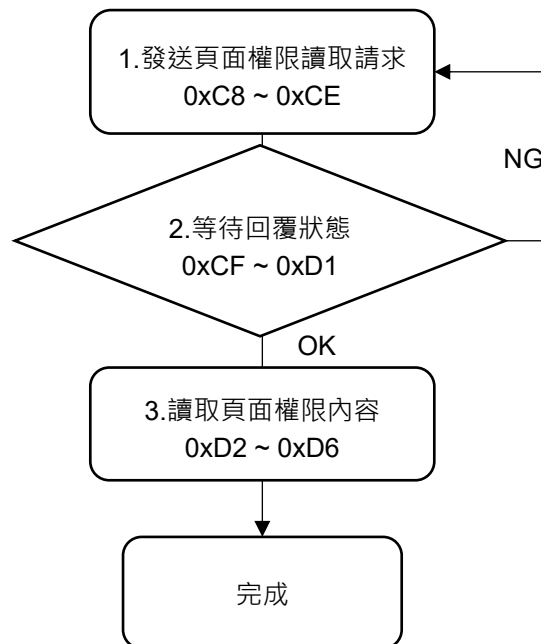 1.發送頁面權限讀取請求
0xC8 ~ 0xCE
NG
2.等待回覆狀態
0xCF ~ 0xD1
OK
3.讀取頁面權限內容
0xD2 ~ 0xD6
完成